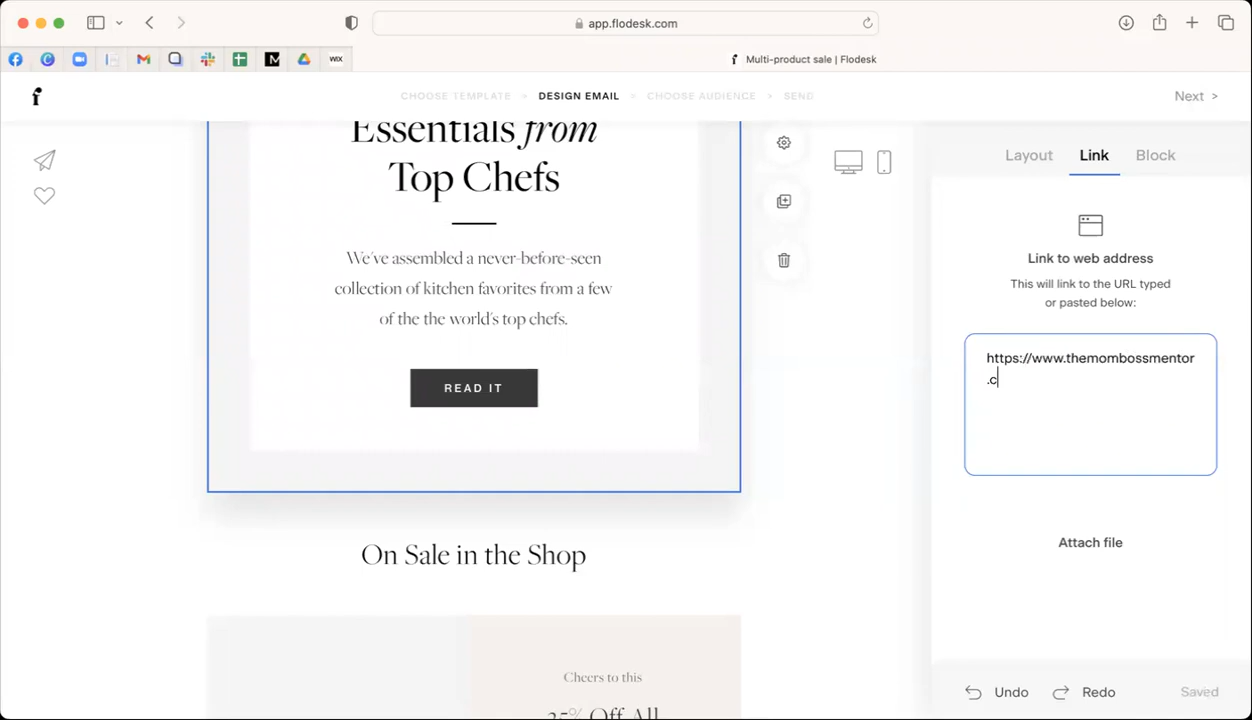 app.flodesk.com
WIX
Multi-product sale | Flodesk
CHOOSE TEMPLATE > DESIGN EMAIL > CHOOSE AUDIENCE > SEND
Next >
Essentials from
Top Chefs
We've assembled a never-before-seen
collection of kitchen favorites from a few
of the the world's top chefs.
READ IT
On Sale in the Shop
Cheers to this
25% Off All
Layout Link Block
Link to web address
This will link to the URL typed
or pasted below:
https://www.themombossmentor
.c
Attach file
Undo Redo Saved